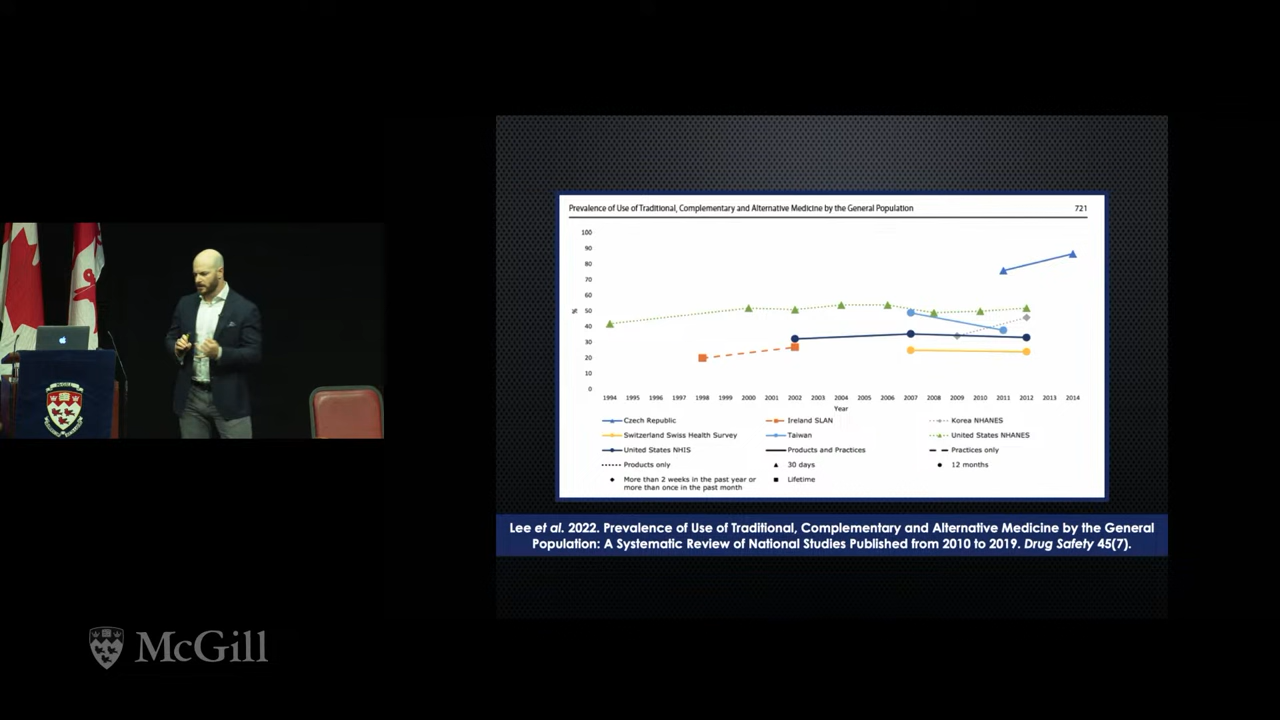 Prevalence of Use of Traditional, Complementary and Alternative Medicine by the General Population 721
100
90
80
70
60
50
40
30
20
10
0
%
1994 1995 1996 1997 1998 1999 2000 2001 2002 2003 2004 2005 2006 2007 2008 2009 2010 2011 2012 2013 2014
Year
Czech Republic Ireland SLAN Korea NHANES
Switzerland Swiss Health Survey Taiwan United States NHANES
United States NHIS Products and Practices Practices only
Products only 30 days 12 months
More than 2 weeks in the past year or
more than once in the past month
Lifetime
Lee et al. 2022. Prevalence of Use of Traditional, Complementary and Alternative Medicine by the General
Population: A Systematic Review of National Studies Published from 2010 to 2019. Drug Safety 45(7).
McGILL
McGill